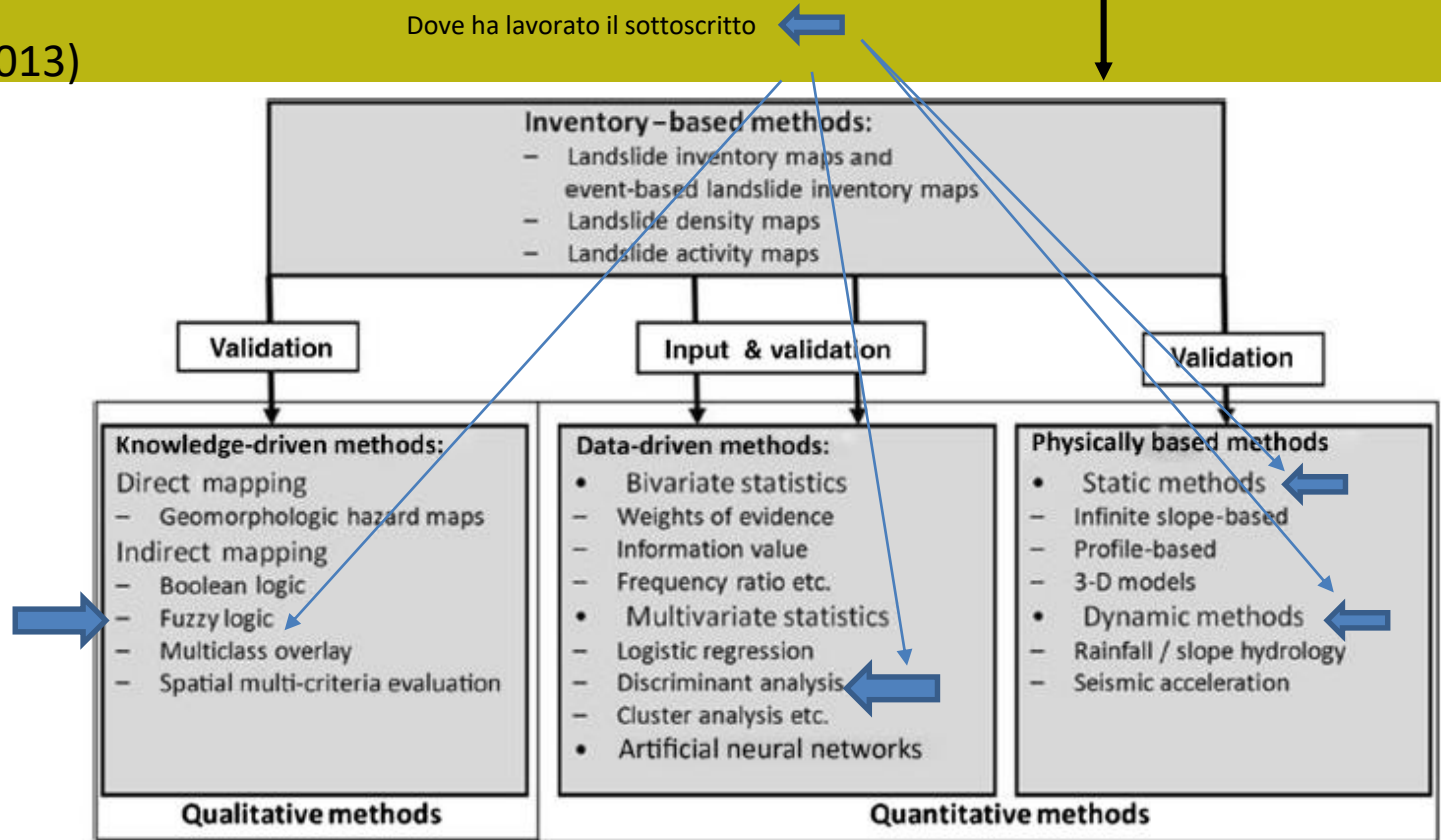 Dove ha lavorato il sottoscritto
013)
Inventory-based methods:
– Landslide inventory maps and
event-based landslide inventory maps
– Landslide density maps
– Landslide activity maps
Validation
Input & validation
Validation
Knowledge-driven methods:
Direct mapping
– Geomorphologic hazard maps
Indirect mapping
– Boolean logic
– Fuzzy logic
– Multiclass overlay
– Spatial multi-criteria evaluation
Qualitative methods
Data-driven methods:
• Bivariate statistics
– Weights of evidence
– Information value
– Frequency ratio etc.
• Multivariate statistics
– Logistic regression
– Discriminant analysis
– Cluster analysis etc.
• Artificial neural networks
Physically based methods
• Static methods
– Infinite slope-based
– Profile-based
– 3-D models
• Dynamic methods
– Rainfall / slope hydrology
– Seismic acceleration
Quantitative methods